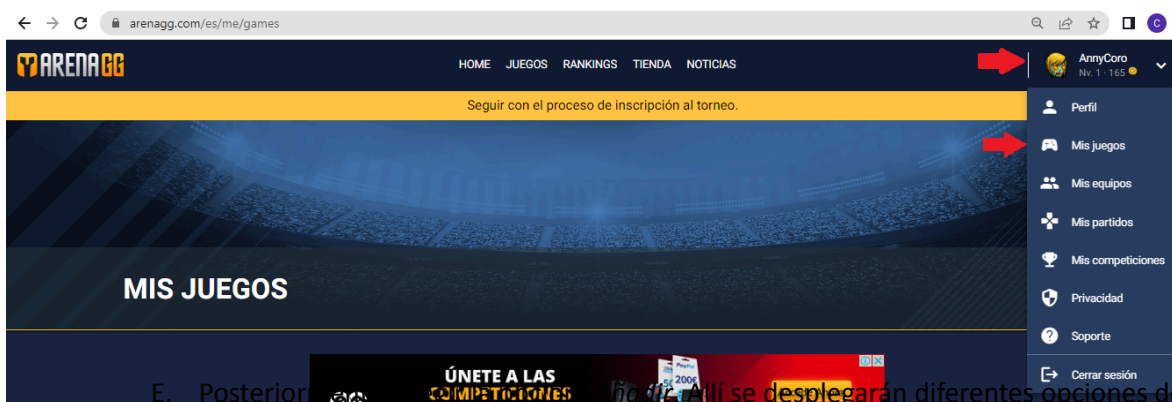 arenagg.com/es/me/games
C
ARENAGG
HOME JUEGOS RANKINGS TIENDA NOTICIAS
AnnyCoro
Nv. 1 · 165
Seguir con el proceso de inscripción al torneo.
Perfil
Mis juegos
Mis equipos
Mis partidos
Mis competiciones
Privacidad
Soporte
Cerrar sesión
MIS JUEGOS
ÚNETE A LAS
COMPETICIONES
PayPal
200€
E. Allí se desplegarán diferentes opciones d